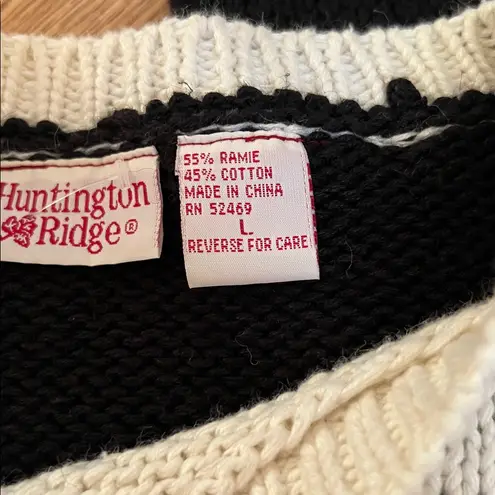 Huntington
Ridge®
55% RAMIE
45% COTTON
MADE IN CHINA
RN 52469
L
REVERSE FOR CARE